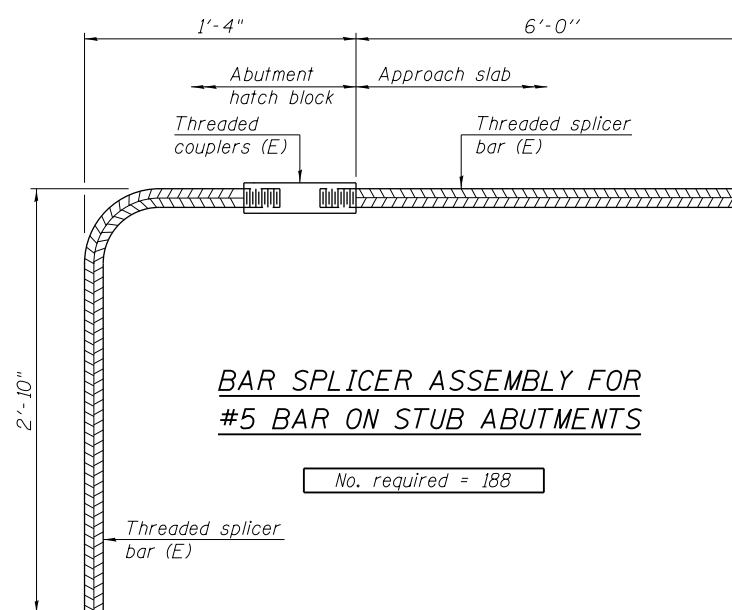 1'-4"
6'-0''
Abutment
hatch block
Approach slab
Threaded
couplers (E)
Threaded splicer
bar (E)
2'-10"
BAR SPLICER ASSEMBLY FOR
#5 BAR ON STUB ABUTMENTS
No. required = 188
Threaded splicer
bar (E)